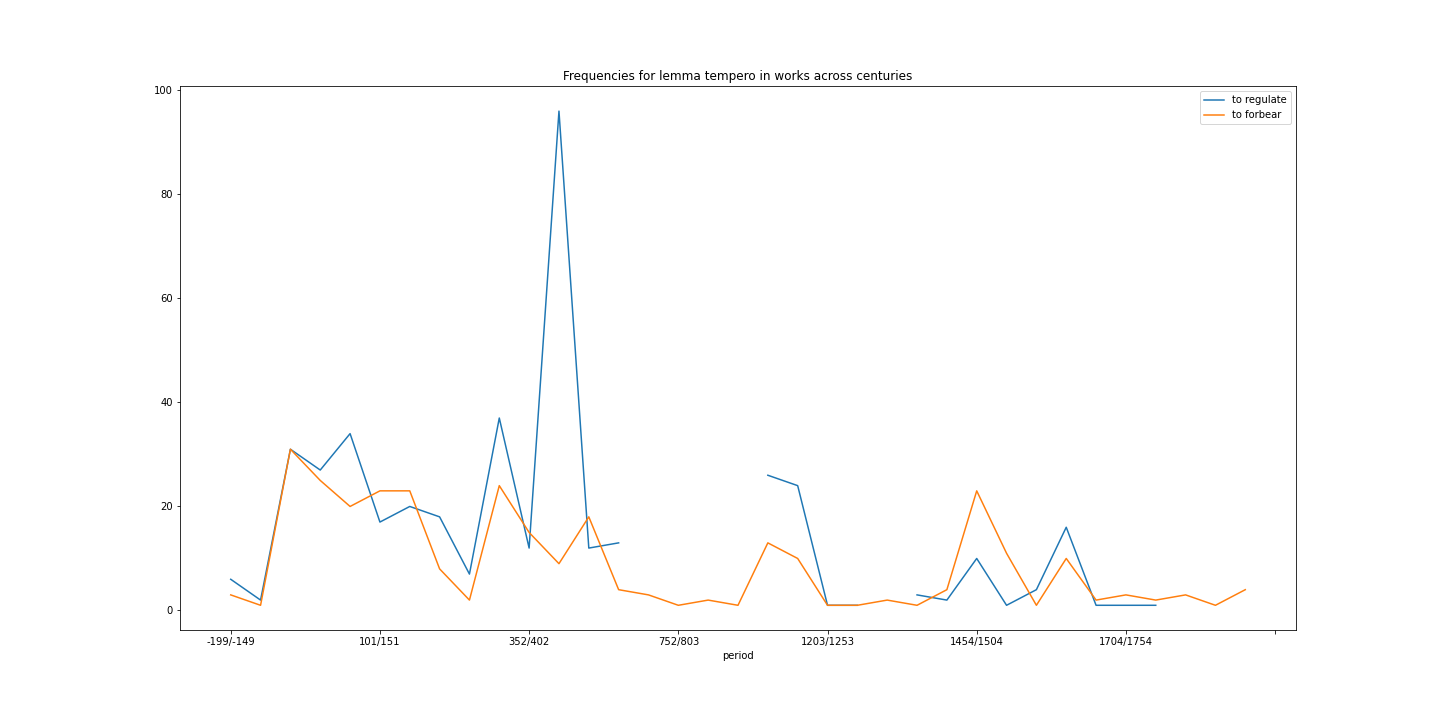 Frequencies for lemma tempero in works across centuries
to regulate
to forbear
100
80
60
40
20
0
-199/-149 101/151 352/402 752/803 1203/1253 1454/1504 1704/1754
period